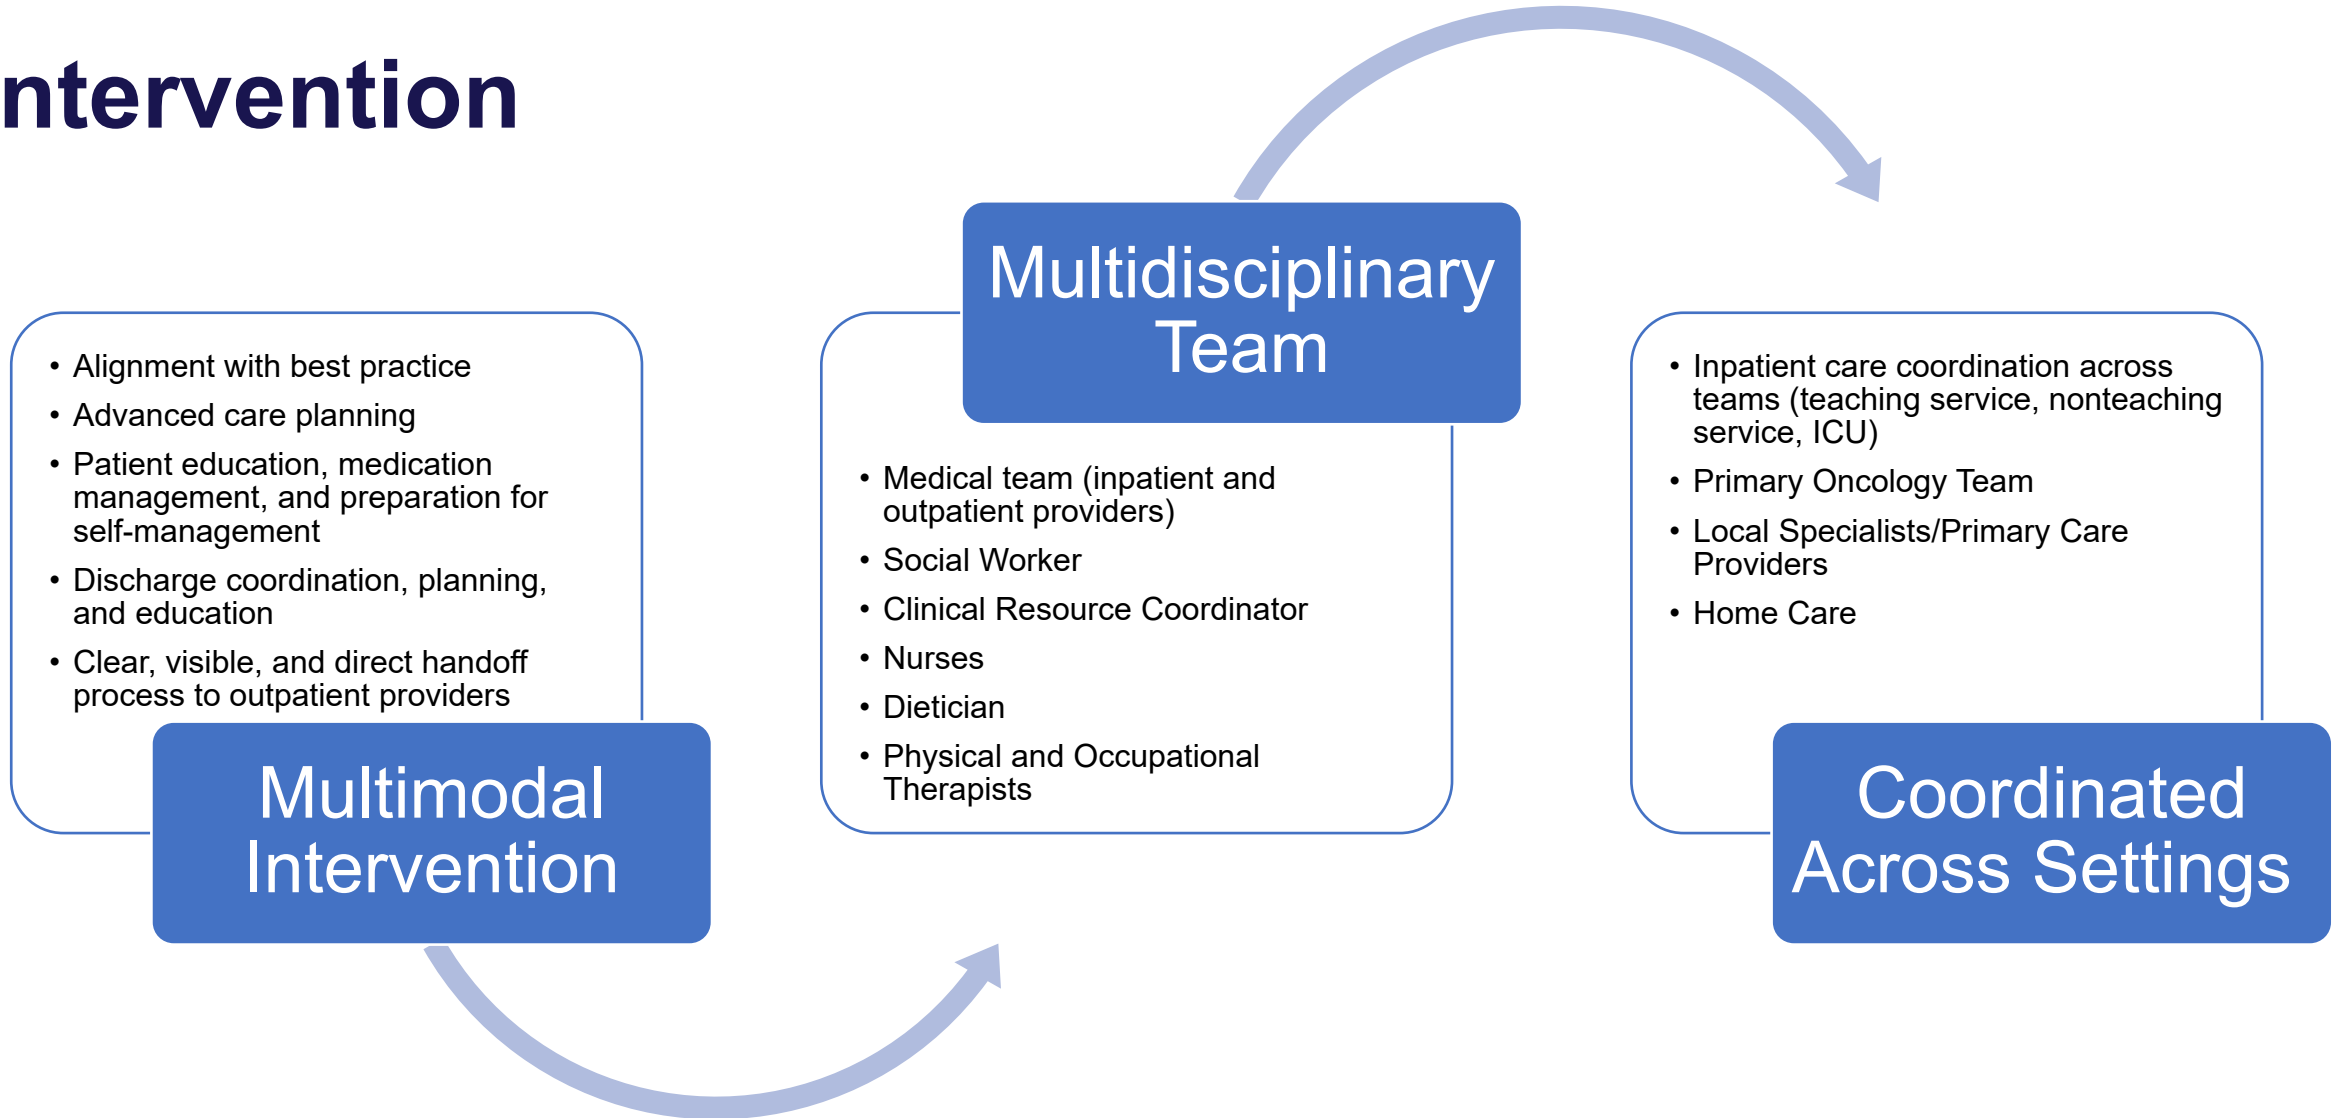 ntervention
• Alignment with best practice
• Advanced care planning
• Patient education, medication
management, and preparation for
self-management
• Discharge coordination, planning,
and education
• Clear, visible, and direct handoff
process to outpatient providers
Multimodal
Intervention
Multidisciplinary
Team
• Medical team (inpatient and
outpatient providers)
• Social Worker
• Clinical Resource Coordinator
• Nurses
• Dietician
• Physical and Occupational
Therapists
• Inpatient care coordination across
teams (teaching service, nonteaching
service, ICU)
• Primary Oncology Team
• Local Specialists/Primary Care
Providers
• Home Care
Coordinated
Across Settings